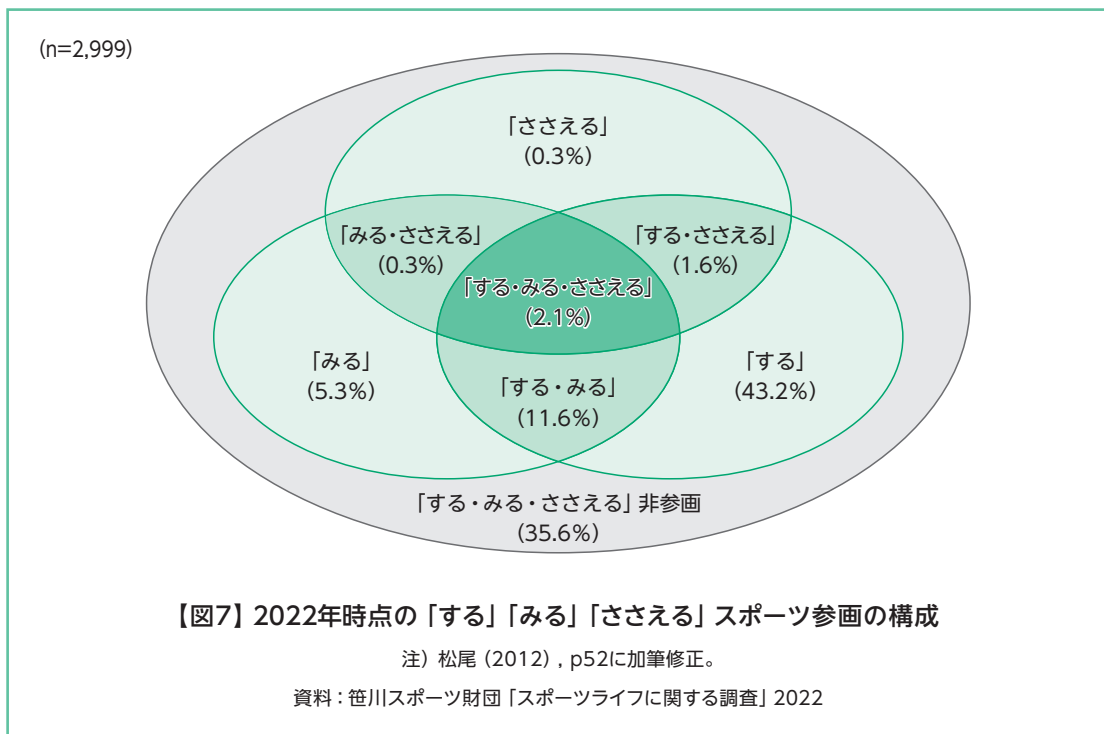 (n=2,999)
「ささえる」
(0.3%)
「みる・ささえる」
(0.3%)
「する・ささえる」
(1.6%)
「する・みる・ささえる」
(2.1%)
「みる」
(5.3%)
「する・みる」
(11.6%)
「する」
(43.2%)
「する・みる・ささえる」非参画
(35.6%)
【図7】2022年時点の「する」「みる」「ささえる」スポーツ参画の構成
注）松尾（2012）, p52に加筆修正。
資料：笹川スポーツ財団「スポーツライフに関する調査」2022